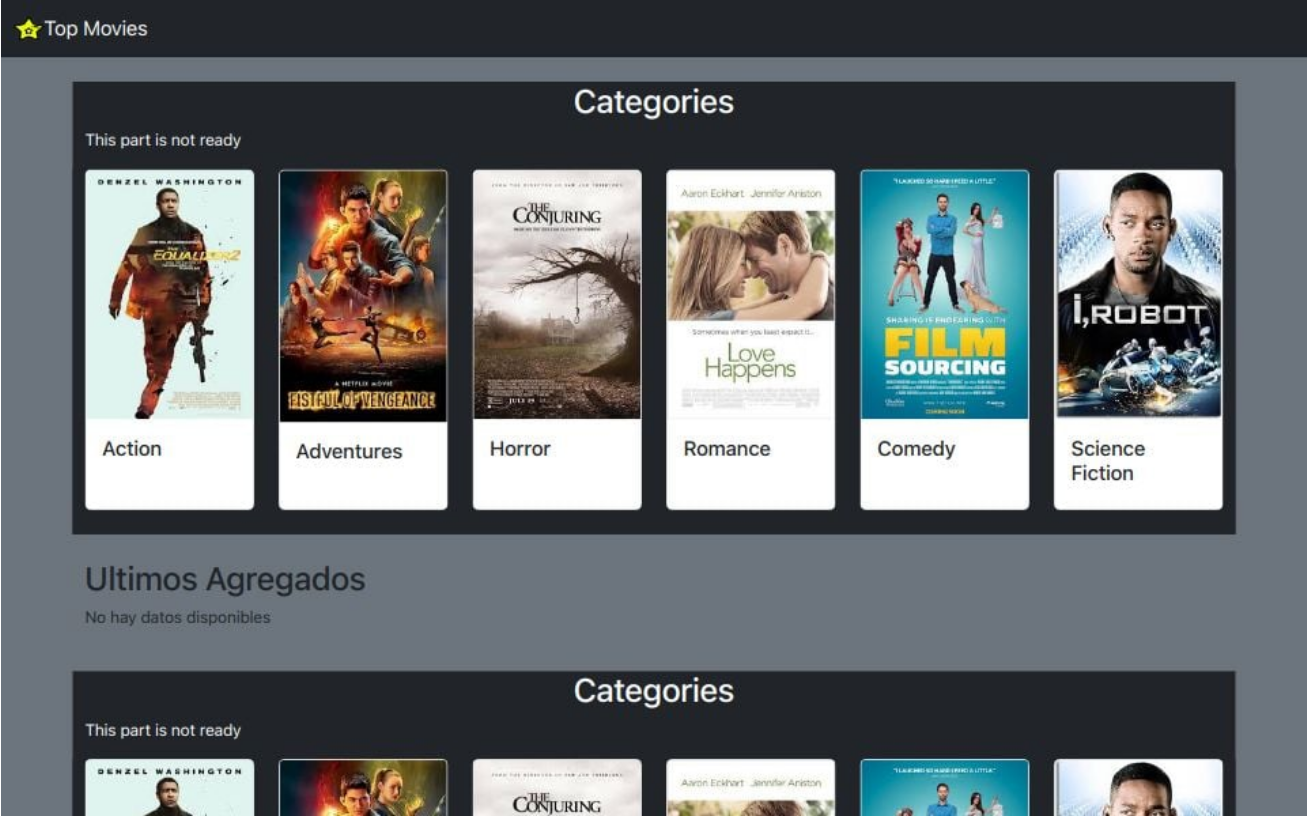 Top Movies
Categories
This part is not ready
DENZEL WASHINGTON
THE
EQUALIZER 2
A NETFLIX MOVIE
FISTFUL OF VENGEANCE
THE
CONJURING
JULY 19
Aaron Eckhart Jennifer Aniston
Sometimes when you least expect it...
Love
Happens
"I LAUGHED SO HARD I PEED A LITTLE."
SHARING IS ENDEARING WITH
FILM
SOURCING
COMING SOON
I, ROBOT
Action
Adventures
Horror
Romance
Comedy
Science
Fiction
Ultimos Agregados
No hay datos disponibles
Categories
This part is not ready
DENZEL WASHINGTON
THE
CONJURING
Aaron Eckhart Jennifer Aniston
"I LAUGHED SO HARD I PEED A LITTLE."